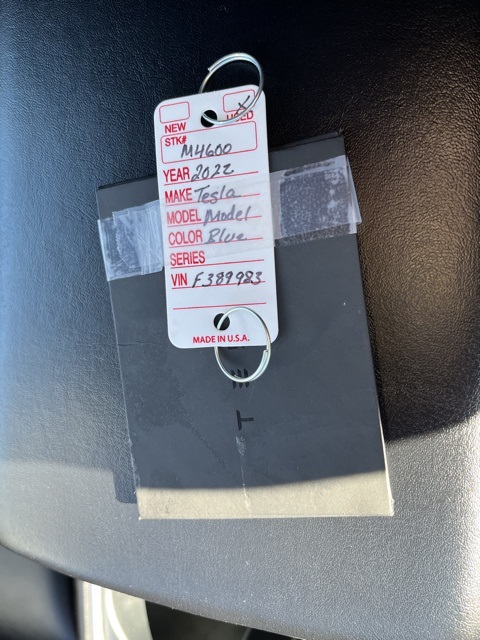 NEW USED
STK#
M4600
YEAR 2022
MAKE Tesla
MODEL Model
COLOR Blue
SERIES
VIN F389983
MADE IN U.S.A.
T